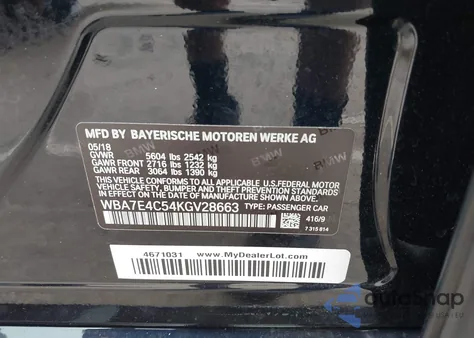 MFD BY BAYERISCHE MOTOREN WERKE AG
05/18
GVWR 5604 lbs 2542 kg
GAWR FRONT 2716 lbs 1232 kg
GAWR REAR 3064 lbs 1390 kg
THIS VEHICLE CONFORMS TO ALL APPLICABLE U.S.FEDERAL MOTOR
VEHICLE SAFETY, BUMPER, AND THEFT PREVENTION STANDARDS
IN EFFECT ON THE DATE OF MANUFACTURE SHOWN ABOVE.
WBA7E4C54KGV28663 TYPE: PASSENGER CAR
416/9
7 315 814
4671031 www.MyDealerLot.com
autosnap